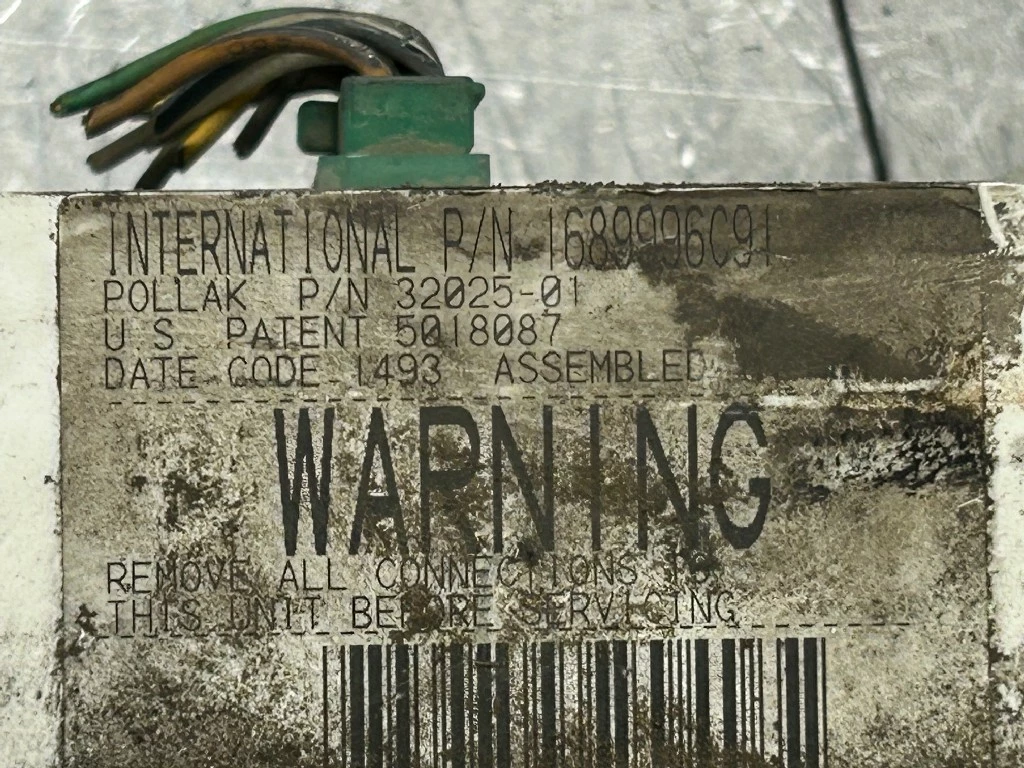 INTERNATIONAL P/N 1689996C91
POLLAK P/N 32025-01
U S PATENT 5018087
DATE CODE 1493 ASSEMBLED
WARNING
REMOVE ALL CONNECTIONS TO
THIS UNIT BEFORE SERVICING